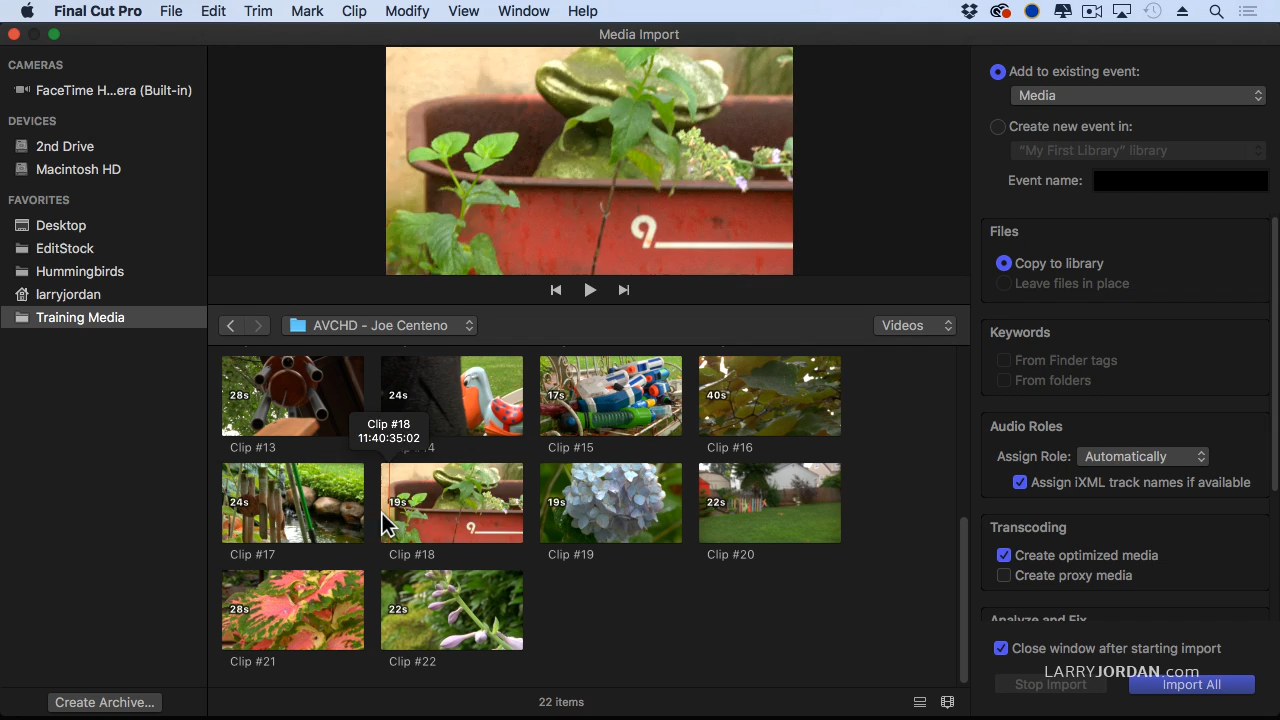 Final Cut Pro File Edit Trim Mark Clip Modify View Window Help
Media Import
CAMERAS
FaceTime H...era (Built-in)
DEVICES
2nd Drive
Macintosh HD
FAVORITES
Desktop
EditStock
Hummingbirds
larryjordan
Training Media
Create Archive...
9
AVCHD - Joe Centeno
Videos
28s
24s
17s
40s
Clip #13
14
Clip #15
Clip #16
Clip #18
11:40:35:02
24s
19s
9
19s
22s
Clip #17
Clip #18
Clip #19
Clip #20
28s
22s
Clip #21
Clip #22
22 items
Add to existing event:
Media
Create new event in:
"My First Library" library
Event name:
Files
Copy to library
Leave files in place
Keywords
From Finder tags
From folders
Audio Roles
Assign Role: Automatically
Assign iXML track names if available
Transcoding
Create optimized media
Create proxy media
Analyze and Fix
Close window after starting import
LARRYJORDAN.com
Stop Import
Import All